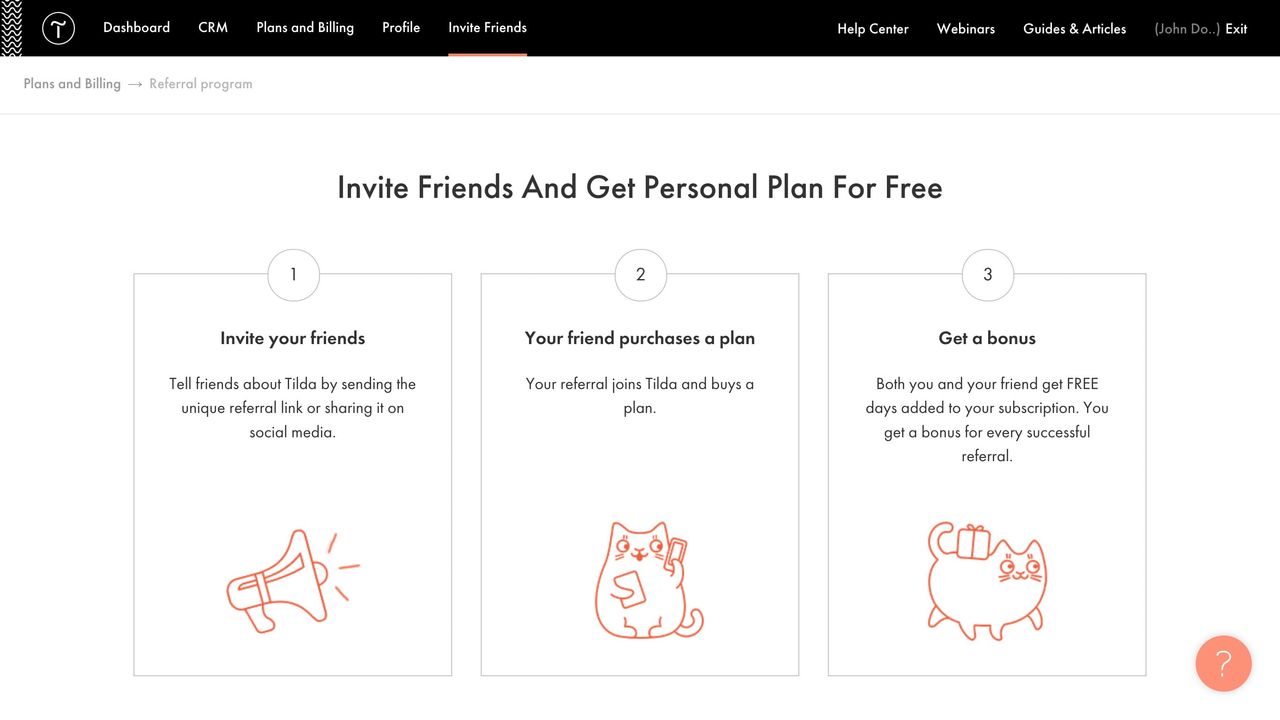 Dashboard CRM Plans and Billing Profile Invite Friends Help Center Webinars Guides & Articles (John Do..) Exit
Plans and Billing → Referral program
Invite Friends And Get Personal Plan For Free
1
Invite your friends
Tell friends about Tilda by sending the
unique referral link or sharing it on
social media.
2
Your friend purchases a plan
Your referral joins Tilda and buys a
plan.
3
Get a bonus
Both you and your friend get FREE
days added to your subscription. You
get a bonus for every successful
referral.
?